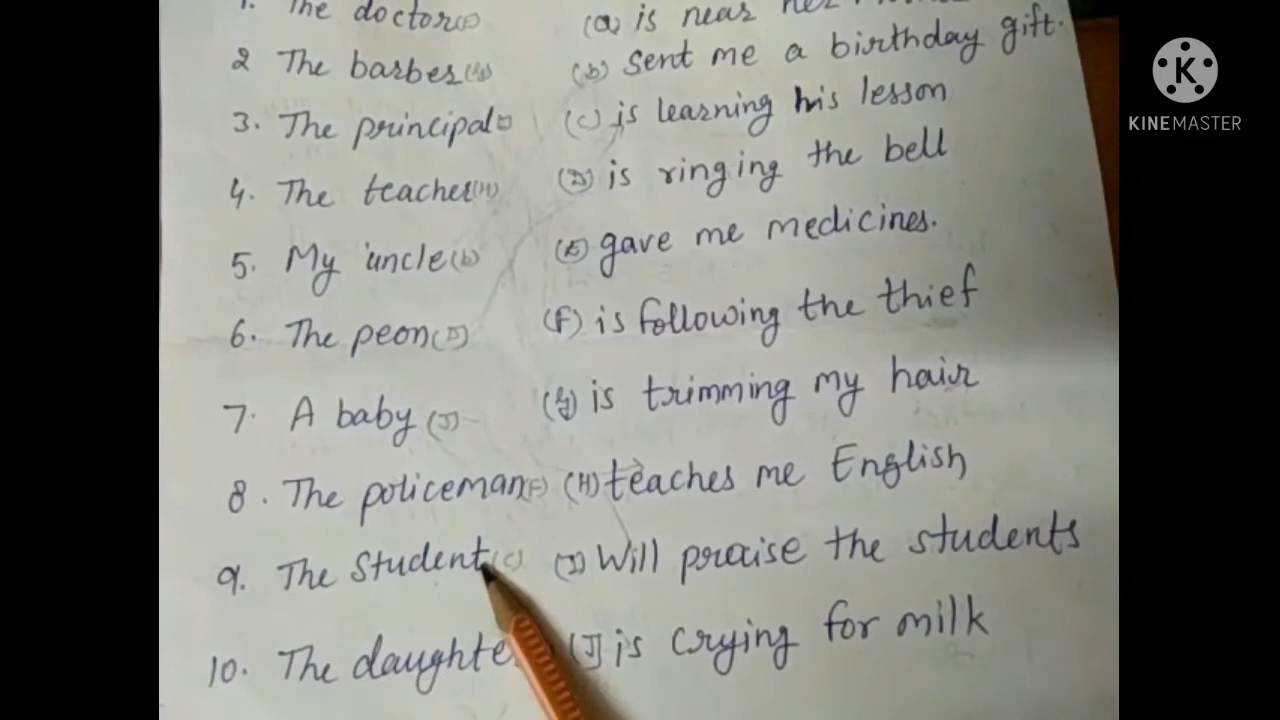 1. The doctor (a) is near her
2 The barber (g) (b) Sent me a birthday gift.
3. The principal (c) is learning his lesson
4. The teacher (H) (D) is ringing the bell
5. My uncle (b) (E) gave me medicines.
6. The peon (D) (F) is following the thief
7. A baby (J) (g) is trimming my hair
8. The policeman (F) (H) teaches me English
9. The Student (c) (I) Will praise the students
10. The (J) is crying for milk
K
KINEMASTER